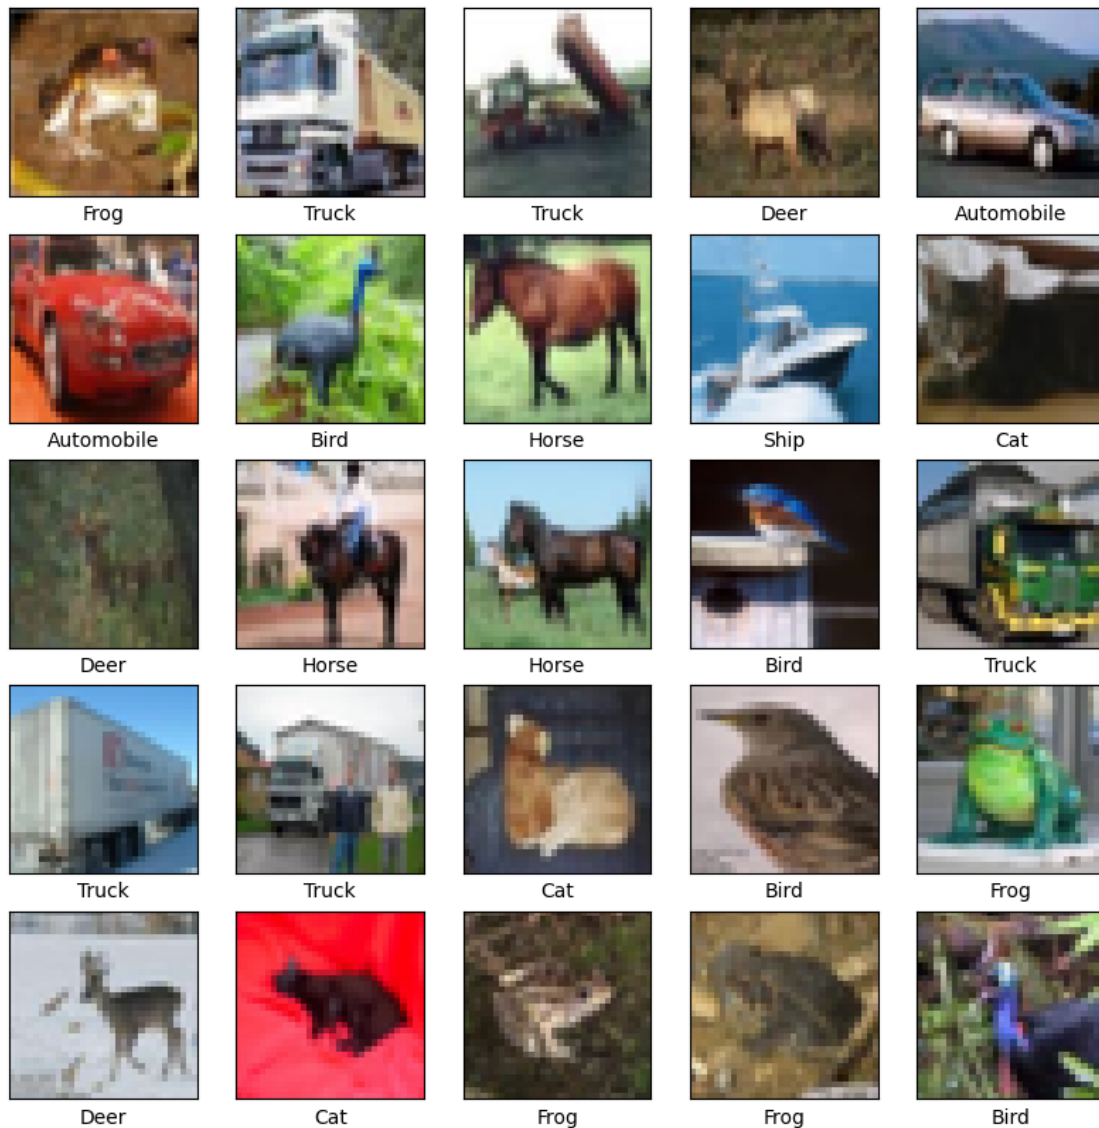 Frog Truck Truck Deer Automobile
Automobile Bird Horse Ship Cat
Deer Horse Horse Bird Truck
Truck Truck Cat Bird Frog
Deer Cat Frog Frog Bird